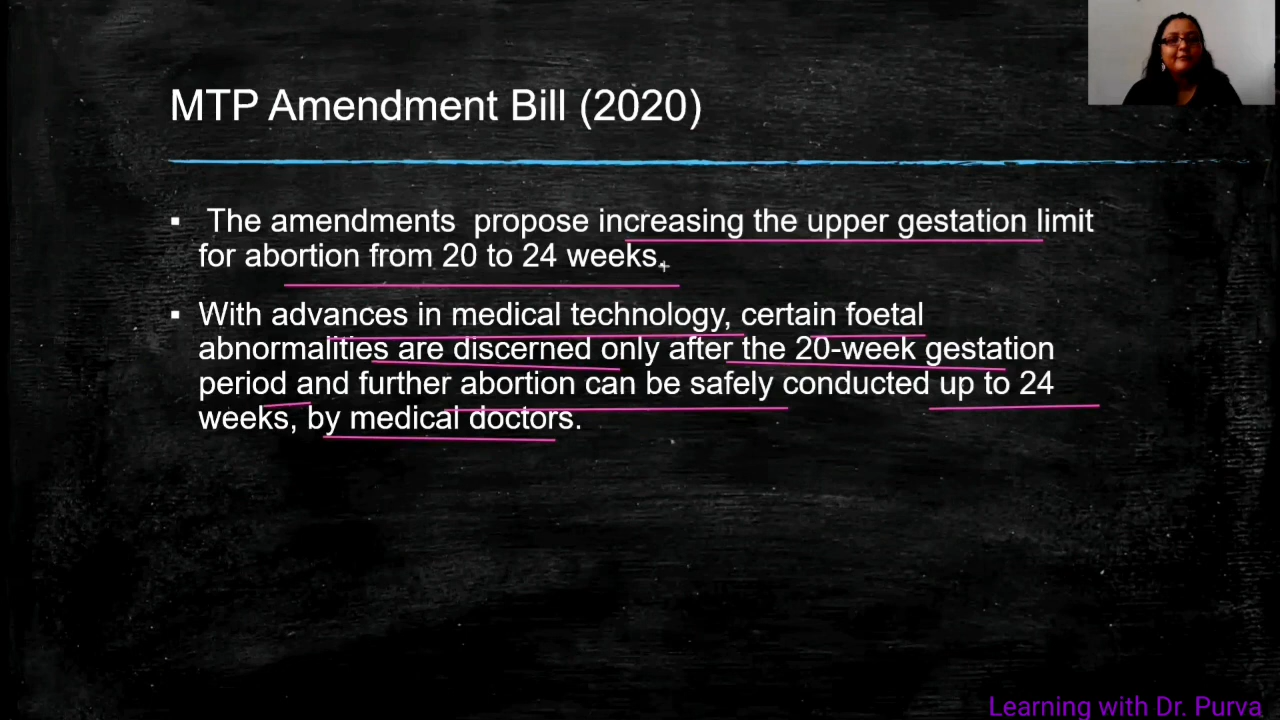 MTP Amendment Bill (2020)
▪ The amendments propose increasing the upper gestation limit
for abortion from 20 to 24 weeks.
▪ With advances in medical technology, certain foetal
abnormalities are discerned only after the 20-week gestation
period and further abortion can be safely conducted up to 24
weeks, by medical doctors.
Learning with Dr. Purva